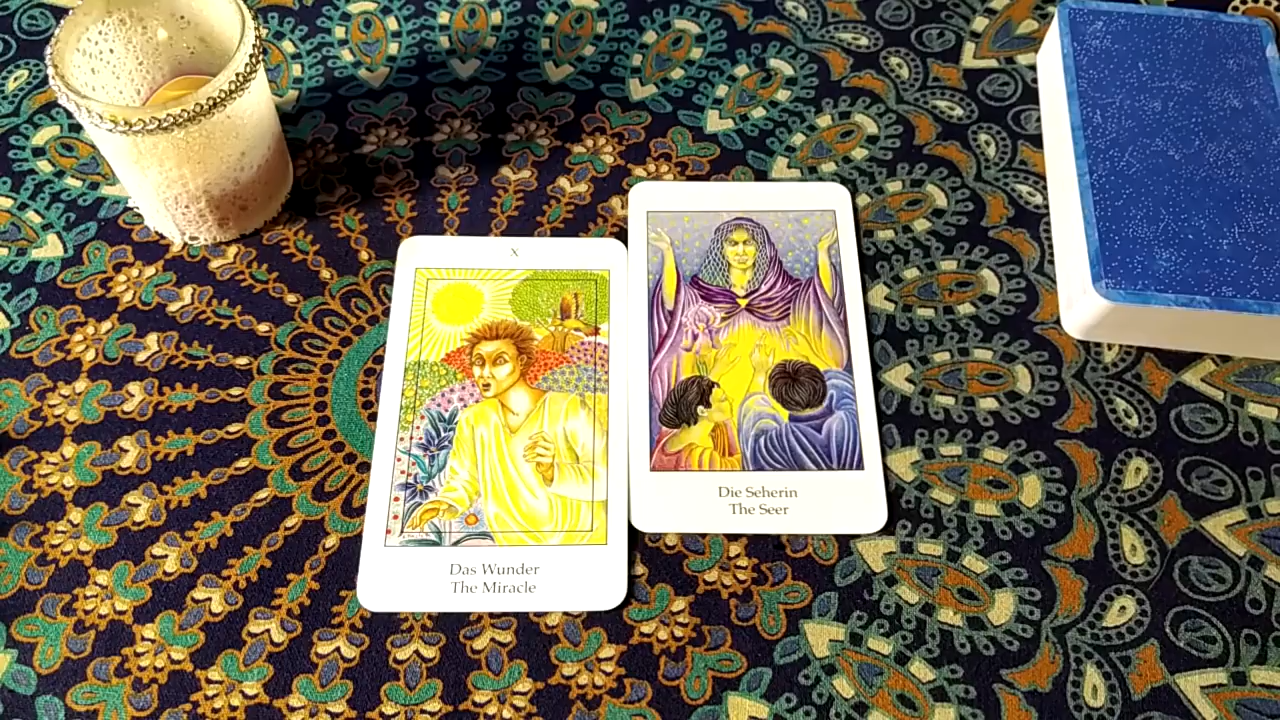 X
Das Wunder
The Miracle
Die Seherin
The Seer